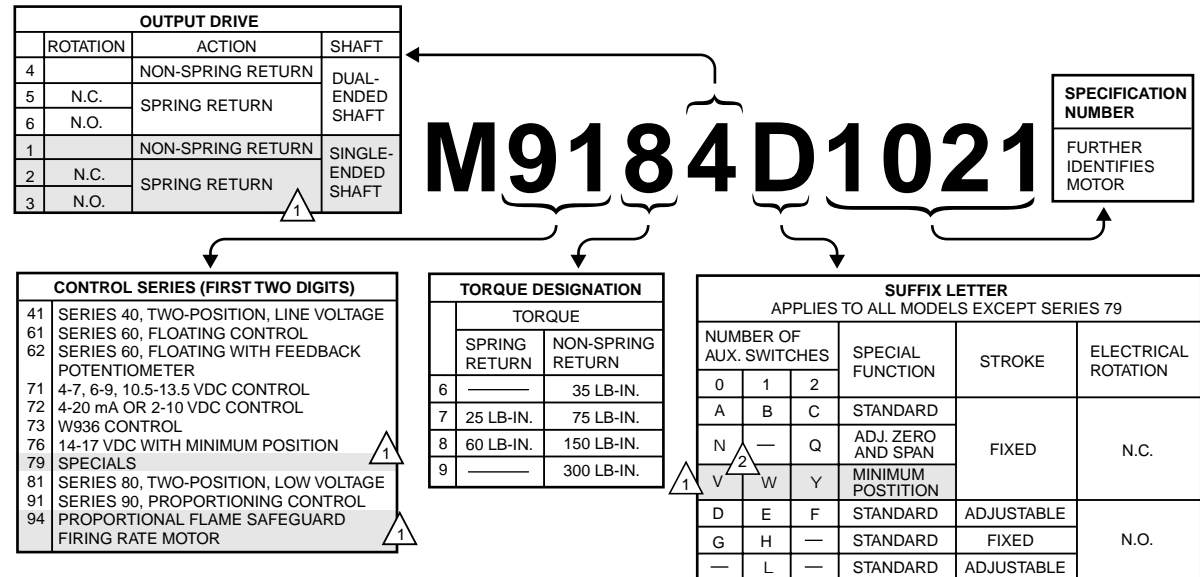 OUTPUT DRIVE
ROTATION ACTION SHAFT
4 NON-SPRING RETURN DUAL-ENDED SHAFT
5 N.C. SPRING RETURN
6 N.O.
1 NON-SPRING RETURN SINGLE-ENDED SHAFT
2 N.C. SPRING RETURN
3 N.O.
1
M9184D1021
SPECIFICATION
NUMBER
FURTHER
IDENTIFIES
MOTOR
CONTROL SERIES (FIRST TWO DIGITS)
41 SERIES 40, TWO-POSITION, LINE VOLTAGE
61 SERIES 60, FLOATING CONTROL
62 SERIES 60, FLOATING WITH FEEDBACK
POTENTIOMETER
71 4-7, 6-9, 10.5-13.5 VDC CONTROL
72 4-20 mA OR 2-10 VDC CONTROL
73 W936 CONTROL
76 14-17 VDC WITH MINIMUM POSITION
79 SPECIALS 1
81 SERIES 80, TWO-POSITION, LOW VOLTAGE
91 SERIES 90, PROPORTIONING CONTROL
94 PROPORTIONAL FLAME SAFEGUARD
FIRING RATE MOTOR 1
TORQUE DESIGNATION
TORQUE
SPRING RETURN NON-SPRING RETURN
6 —— 35 LB-IN.
7 25 LB-IN. 75 LB-IN.
8 60 LB-IN. 150 LB-IN.
9 —— 300 LB-IN.
SUFFIX LETTER
APPLIES TO ALL MODELS EXCEPT SERIES 79
NUMBER OF AUX. SWITCHES SPECIAL FUNCTION STROKE ELECTRICAL ROTATION
0 1 2
A B C STANDARD FIXED N.C.
N — Q ADJ. ZERO AND SPAN
2
1 V W Y MINIMUM POSTITION
D E F STANDARD ADJUSTABLE N.O.
G H — STANDARD FIXED
— L — STANDARD ADJUSTABLE